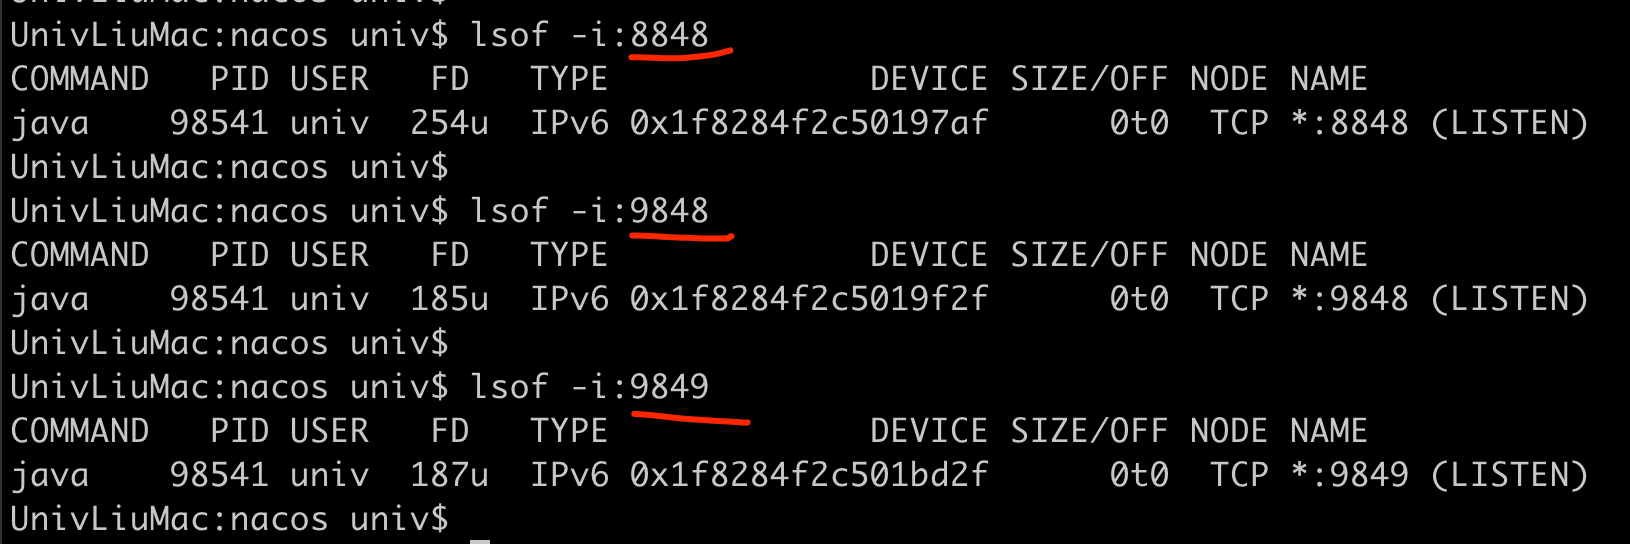 UnivLiuMac:nacos univ$ lsof -i:8848
COMMAND   PID USER   FD   TYPE             DEVICE SIZE/OFF NODE NAME
java    98541 univ  254u  IPv6 0x1f8284f2c50197af      0t0  TCP *:8848 (LISTEN)
UnivLiuMac:nacos univ$
UnivLiuMac:nacos univ$ lsof -i:9848
COMMAND   PID USER   FD   TYPE             DEVICE SIZE/OFF NODE NAME
java    98541 univ  185u  IPv6 0x1f8284f2c5019f2f      0t0  TCP *:9848 (LISTEN)
UnivLiuMac:nacos univ$
UnivLiuMac:nacos univ$ lsof -i:9849
COMMAND   PID USER   FD   TYPE             DEVICE SIZE/OFF NODE NAME
java    98541 univ  187u  IPv6 0x1f8284f2c501bd2f      0t0  TCP *:9849 (LISTEN)
UnivLiuMac:nacos univ$